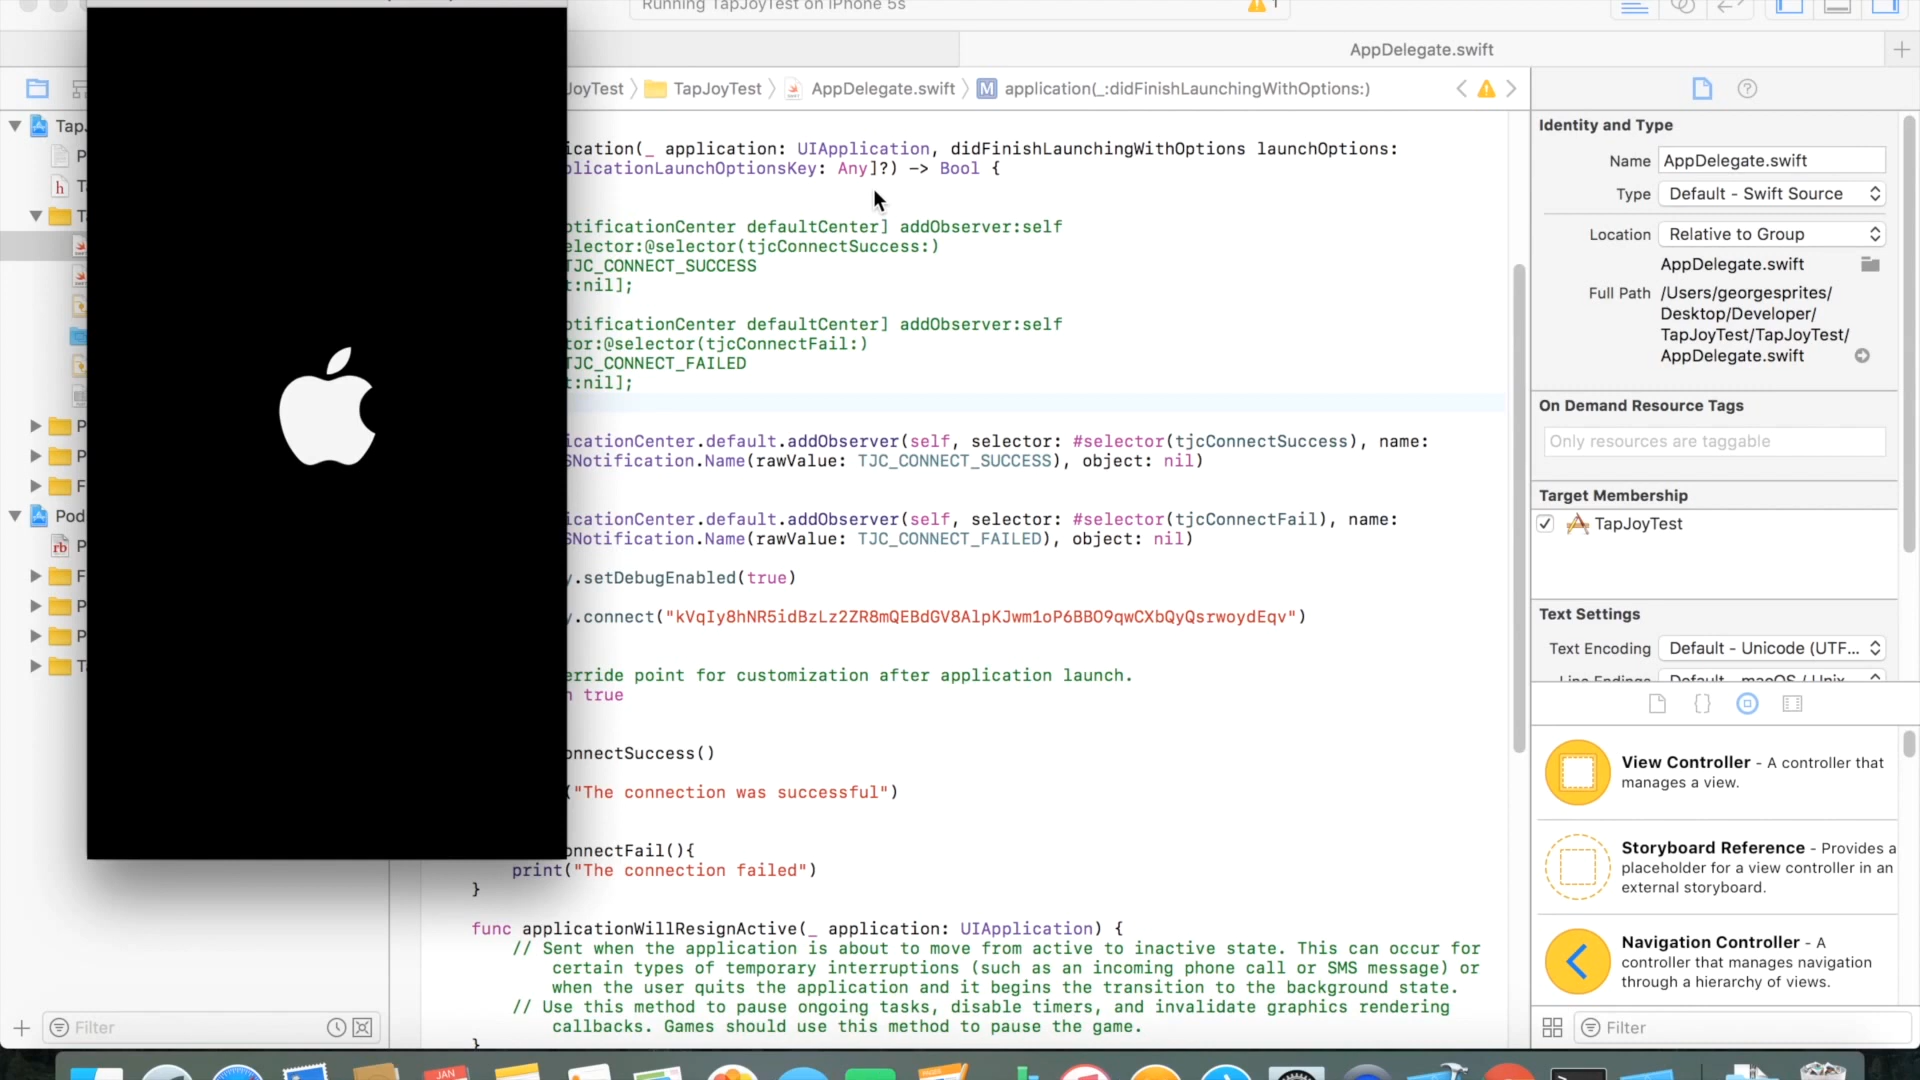 Running TapJoyTest on iPhone 5s
1
AppDelegate.swift
JoyTest
TapJoyTest
AppDelegate.swift
M
application(_:didFinishLaunchingWithOptions:)
ication(_ application: UIApplication, didFinishLaunchingWithOptions launchOptions:
plicationLaunchOptionsKey: Any]?) -> Bool {
otificationCenter defaultCenter] addObserver:self
elector:@selector(tjcConnectSuccess:)
TJC_CONNECT_SUCCESS
t:nil];
otificationCenter defaultCenter] addObserver:self
tor:@selector(tjcConnectFail:)
TJC_CONNECT_FAILED
t:nil];
icationCenter.default.addObserver(self, selector: #selector(tjcConnectSuccess), name:
SNotification.Name(rawValue: TJC_CONNECT_SUCCESS), object: nil)
icationCenter.default.addObserver(self, selector: #selector(tjcConnectFail), name:
SNotification.Name(rawValue: TJC_CONNECT_FAILED), object: nil)
y.setDebugEnabled(true)
y.connect("kVqIy8hNR5idBzLz2ZR8mQEBdGV8AlpKJwm1oP6BBO9qwCXbQyQsrwoydEqv")
erride point for customization after application launch.
n true
onnectSuccess()
("The connection was successful")
onnectFail(){
print("The connection failed")
}
func applicationWillResignActive(_ application: UIApplication) {
// Sent when the application is about to move from active to inactive state. This can occur for
certain types of temporary interruptions (such as an incoming phone call or SMS message) or
when the user quits the application and it begins the transition to the background state.
// Use this method to pause ongoing tasks, disable timers, and invalidate graphics rendering
callbacks. Games should use this method to pause the game.
}
Tap
P
h
T
T
P
P
F
Pod
rb
P
F
P
P
T
Filter
Identity and Type
Name AppDelegate.swift
Type Default - Swift Source
Location Relative to Group
AppDelegate.swift
Full Path /Users/georgesprites/
Desktop/Developer/
TapJoyTest/TapJoyTest/
AppDelegate.swift
On Demand Resource Tags
Only resources are taggable
Target Membership
TapJoyTest
Text Settings
Text Encoding Default - Unicode (UTF...
Line Endings Default - macOS / Unix
View Controller - A controller that
manages a view.
Storyboard Reference - Provides a
placeholder for a view controller in an
external storyboard.
Navigation Controller - A
controller that manages navigation
through a hierarchy of views.
Filter
JAN